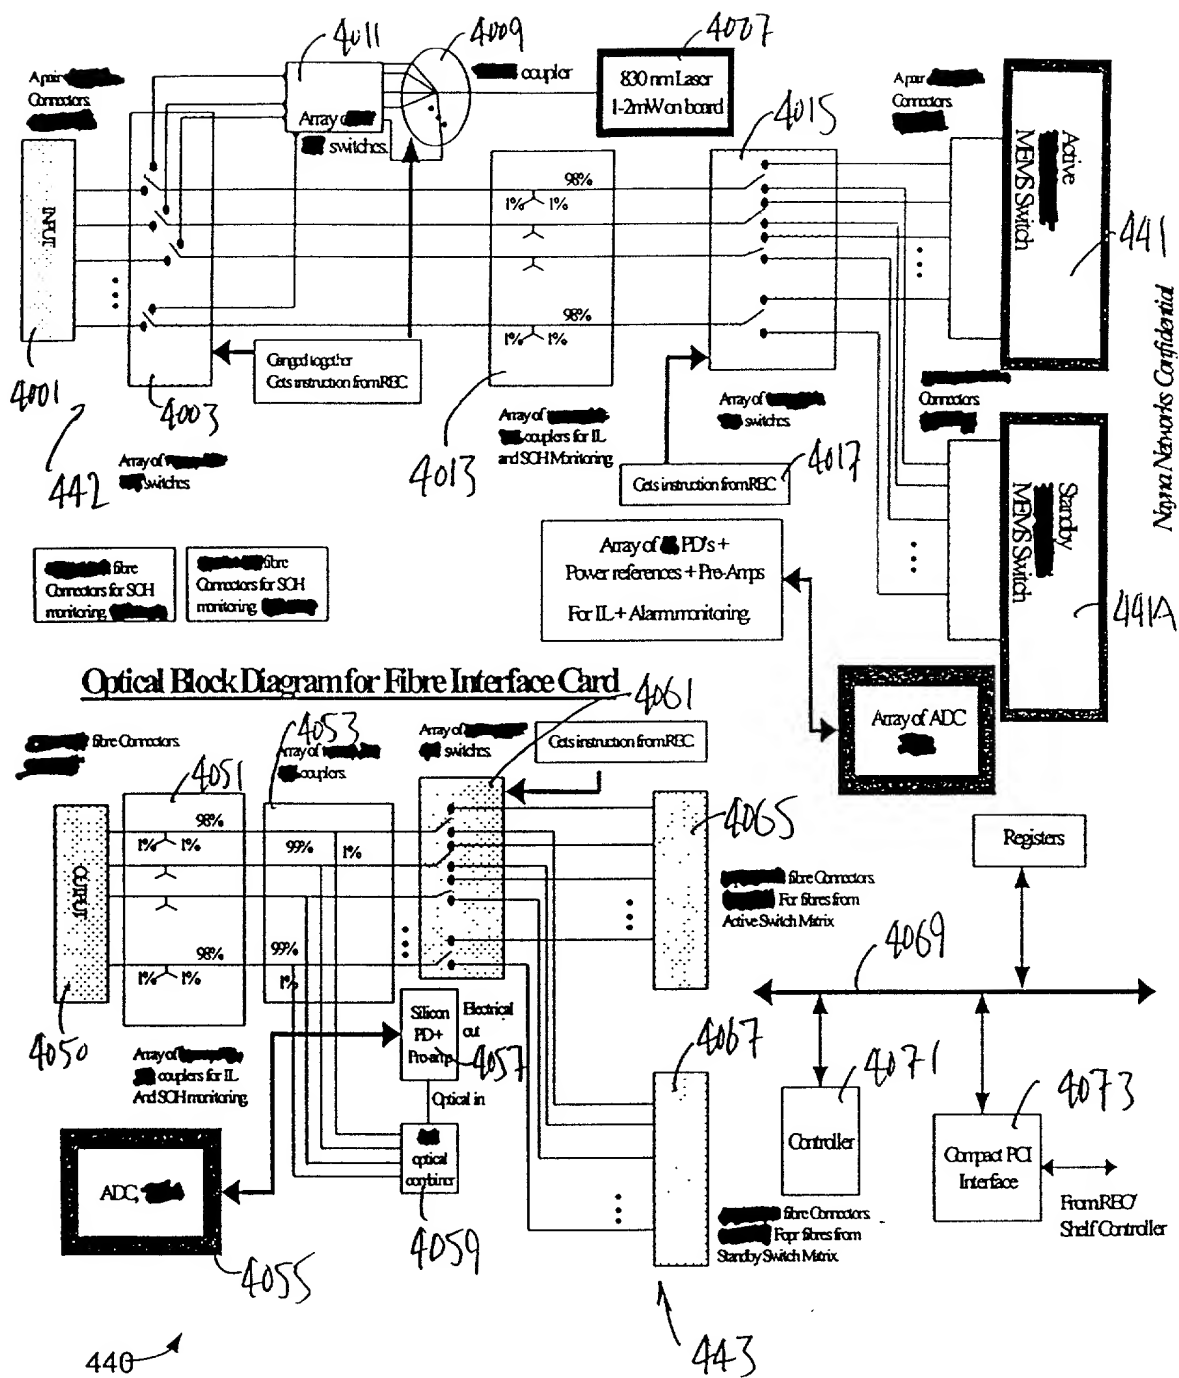 4011
4009
4007
A pair
Connectors.
coupler
830 nm Laser
1-2mW on board
A pair
Connectors.
Array of
switches.
4015
Active
MEMS Switch
INPUT
98%
1% 1%
441
98%
1% 1%
Ganged together
Gets instruction from REC
4001
4003
442
Array of
switches.
4013
Array of
couplers for IL
and SOH Monitoring
Array of
switches.
4017
Gets instruction from REC
Connectors.
Standby
MEMS Switch
441A
Nayna Networks Confidential
fibre
Connectors for SOH
monitoring
fibre
Connectors for SOH
monitoring
Array of PD's +
Power references + Pre-Amps
For IL + Alarm monitoring
Array of ADC
Optical Block Diagram for Fibre Interface Card
fibre Connectors.
4051
4053
Array of
couplers.
Array of
switches.
4061
Gets instruction from REC
OUTPUT
98%
1% 1%
99%
1%
98%
1% 1%
99%
1%
4050
Array of
couplers for IL
And SOH monitoring
Silicon
PD+
Pre-amp
4057
Electrical
out
Optical in
optical
combiner
4059
ADC,
4055
4065
fibre Connectors.
For fibres from
Active Switch Matrix
4067
fibre Connectors.
Fopr fibres from
Standby Switch Matrix
443
Registers
4069
4071
Controller
4073
Compact PCI
Interface
From REC/
Shelf Controller
440